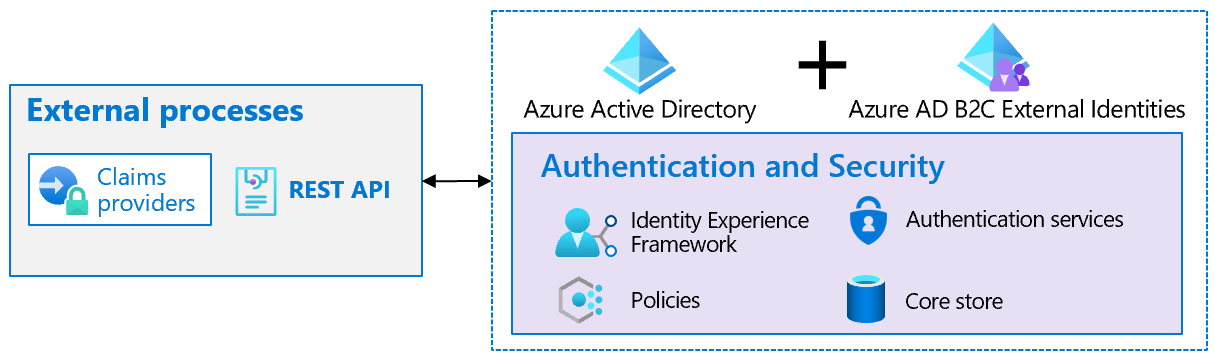 External processes
Claims
providers
REST API
Azure Active Directory
Azure AD B2C External Identities
Authentication and Security
Identity Experience
Framework
Authentication services
Policies
Core store